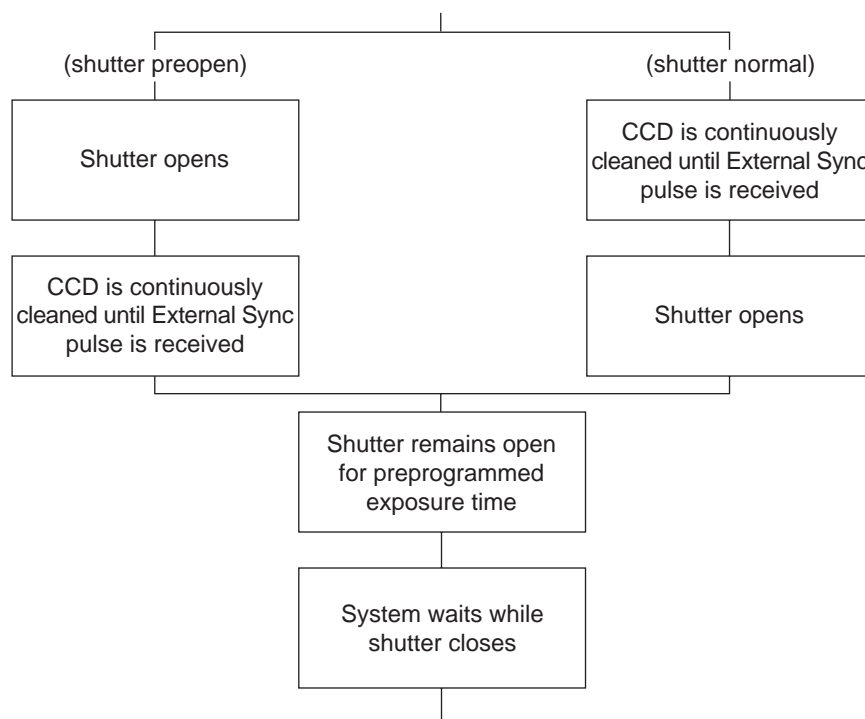 (shutter preopen)
(shutter normal)
Shutter opens
CCD is continuously
cleaned until External Sync
pulse is received
CCD is continuously
cleaned until External Sync
pulse is received
Shutter opens
Shutter remains open
for preprogrammed
exposure time
System waits while
shutter closes